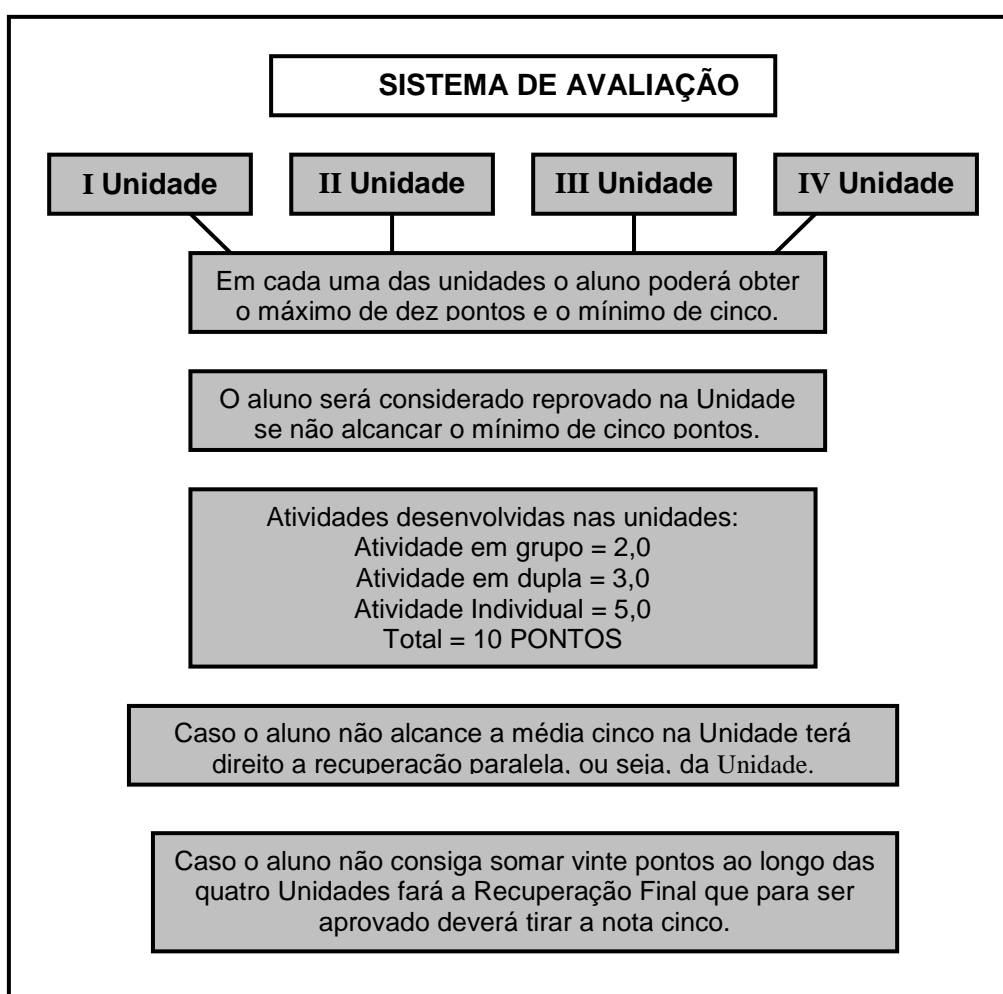 SISTEMA DE AVALIAÇÃO
I Unidade
II Unidade
III Unidade
IV Unidade
Em cada uma das unidades o aluno poderá obter
o máximo de dez pontos e o mínimo de cinco.
O aluno será considerado reprovado na Unidade
se não alcançar o mínimo de cinco pontos.
Atividades desenvolvidas nas unidades:
Atividade em grupo = 2,0
Atividade em dupla = 3,0
Atividade Individual = 5,0
Total = 10 PONTOS
Caso o aluno não alcance a média cinco na Unidade terá
direito a recuperação paralela, ou seja, da Unidade.
Caso o aluno não consiga somar vinte pontos ao longo das
quatro Unidades fará a Recuperação Final que para ser
aprovado deverá tirar a nota cinco.